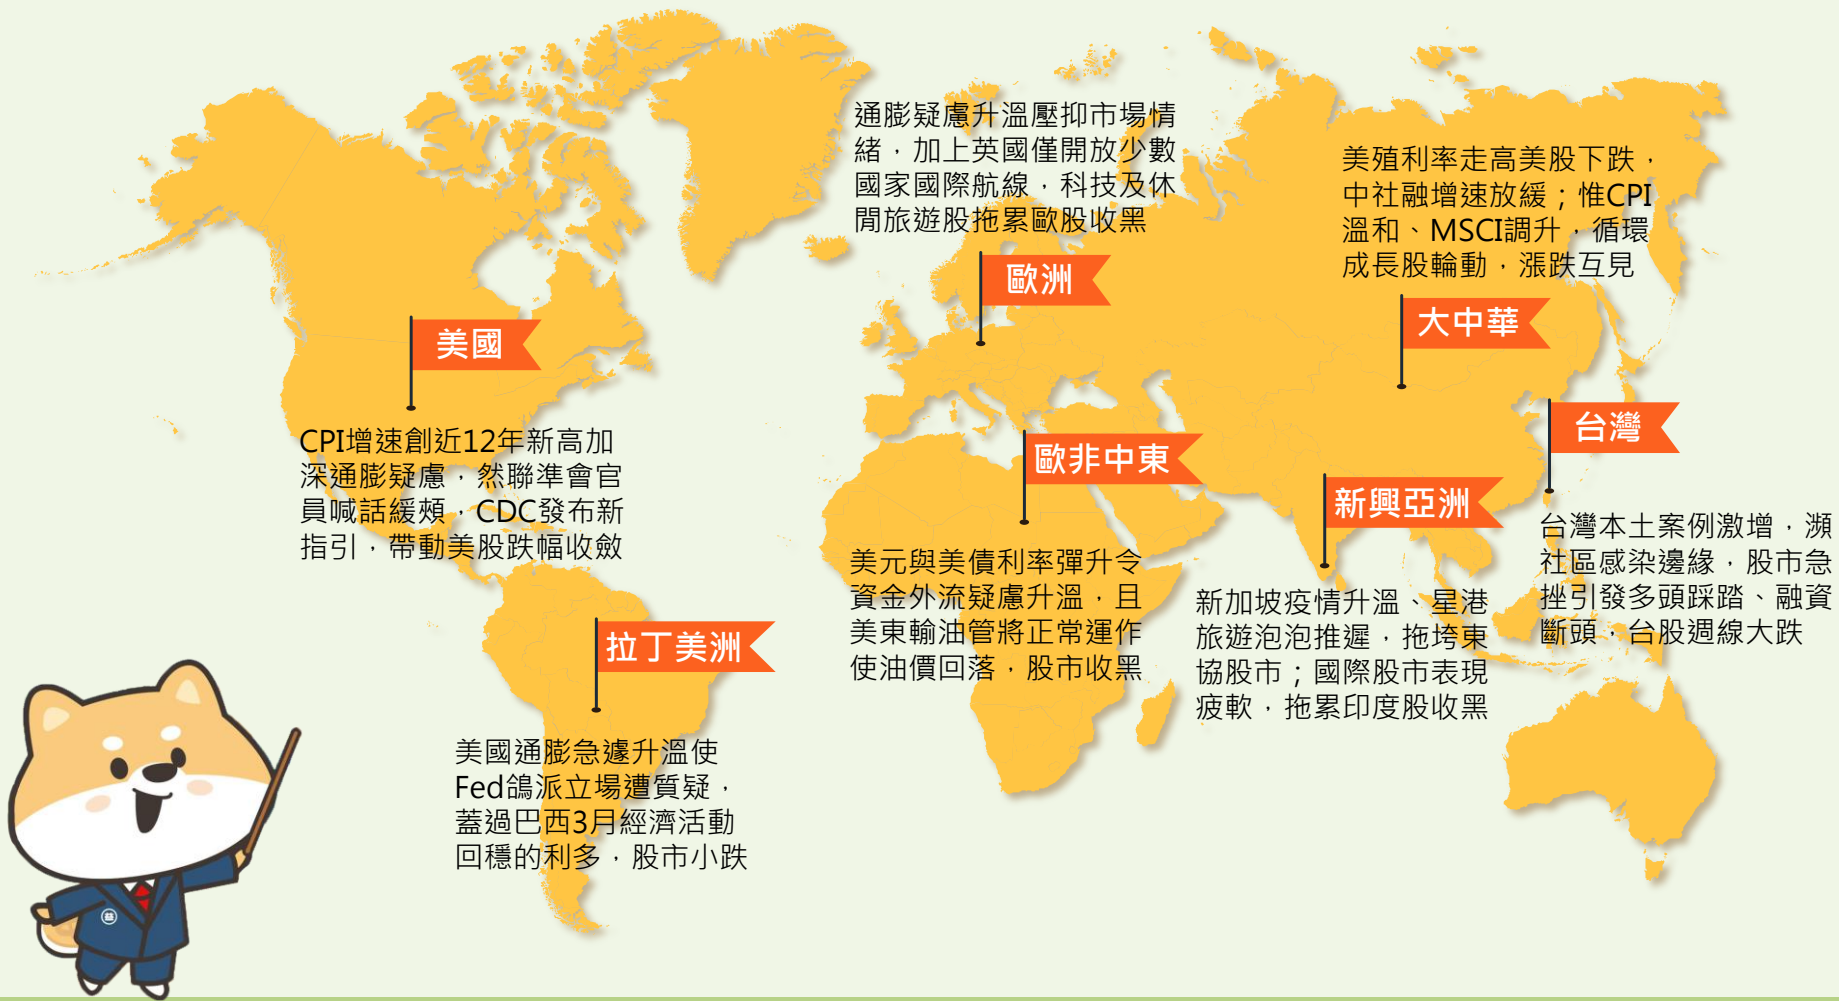 通膨疑慮升溫壓抑市場情
緒，加上英國僅開放少數
國家國際航線，科技及休
閒旅遊股拖累歐股收黑
歐洲
美殖利率走高美股下跌，
中社融增速放緩；惟CPI
溫和、MSCI調升，循環
成長股輪動，漲跌互見
大中華
美國
CPI增速創近12年新高加
深通膨疑慮，然聯準會官
員喊話緩頰，CDC發布新
指引，帶動美股跌幅收斂
歐非中東
美元與美債利率彈升令
資金外流疑慮升溫，且
美東輸油管將正常運作
使油價回落，股市收黑
新興亞洲
新加坡疫情升溫、星港
旅遊泡泡推遲，拖垮東
協股市；國際股市表現
疲軟，拖累印度股收黑
台灣
台灣本土案例激增，瀕
社區感染邊緣，股市急
挫引發多頭踩踏、融資
斷頭，台股週線大跌
拉丁美洲
美國通膨急遽升溫使
Fed鴿派立場遭質疑，
蓋過巴西3月經濟活動
回穩的利多，股市小跌